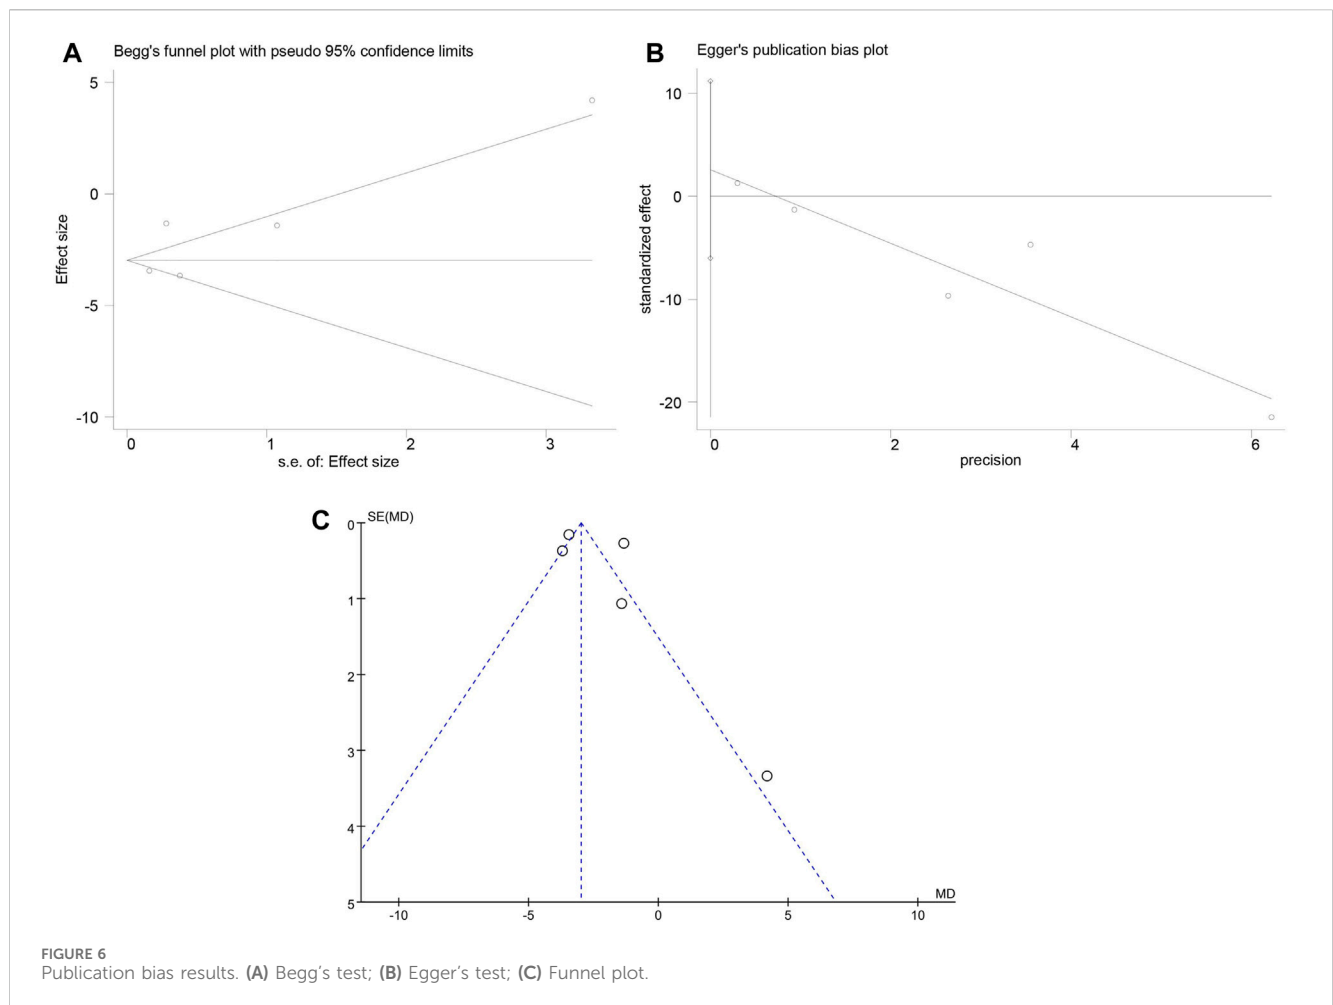 A
Begg's funnel plot with pseudo 95% confidence limits
5
0
-5
-10
Effect size
0
1
2
3
s.e. of: Effect size
B
Egger's publication bias plot
10
0
-10
-20
standardized effect
0
2
4
6
precision
C
SE(MD)
0
1
2
3
4
5
-10
-5
0
5
10
MD
FIGURE 6
Publication bias results. (A) Begg's test; (B) Egger's test; (C) Funnel plot.